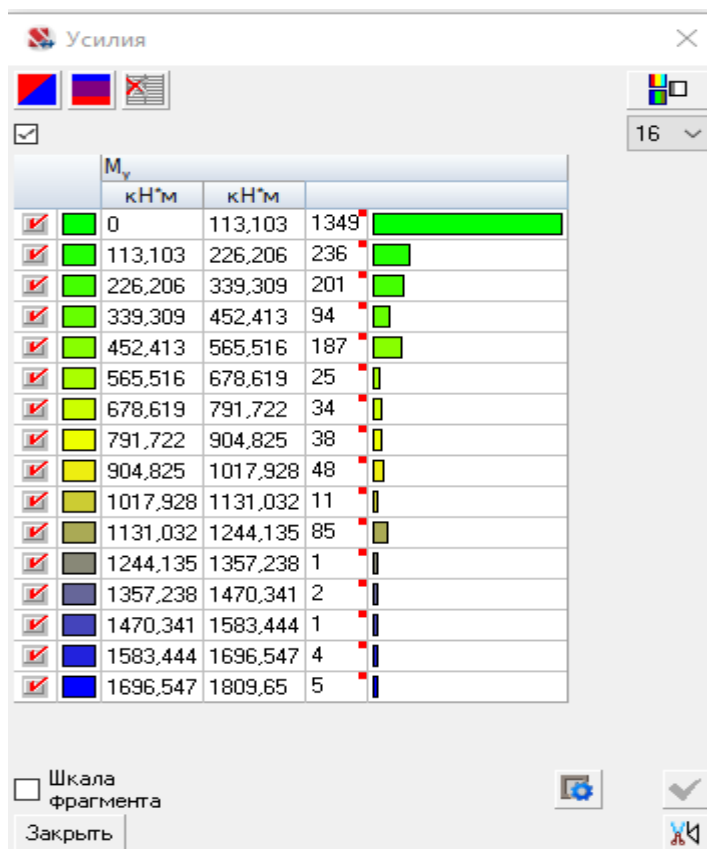 Усилия
16
My
кН*м кН*м
0 113,103 1349
113,103 226,206 236
226,206 339,309 201
339,309 452,413 94
452,413 565,516 187
565,516 678,619 25
678,619 791,722 34
791,722 904,825 38
904,825 1017,928 48
1017,928 1131,032 11
1131,032 1244,135 85
1244,135 1357,238 1
1357,238 1470,341 2
1470,341 1583,444 1
1583,444 1696,547 4
1696,547 1809,65 5
Шкала
фрагмента
Закрыть